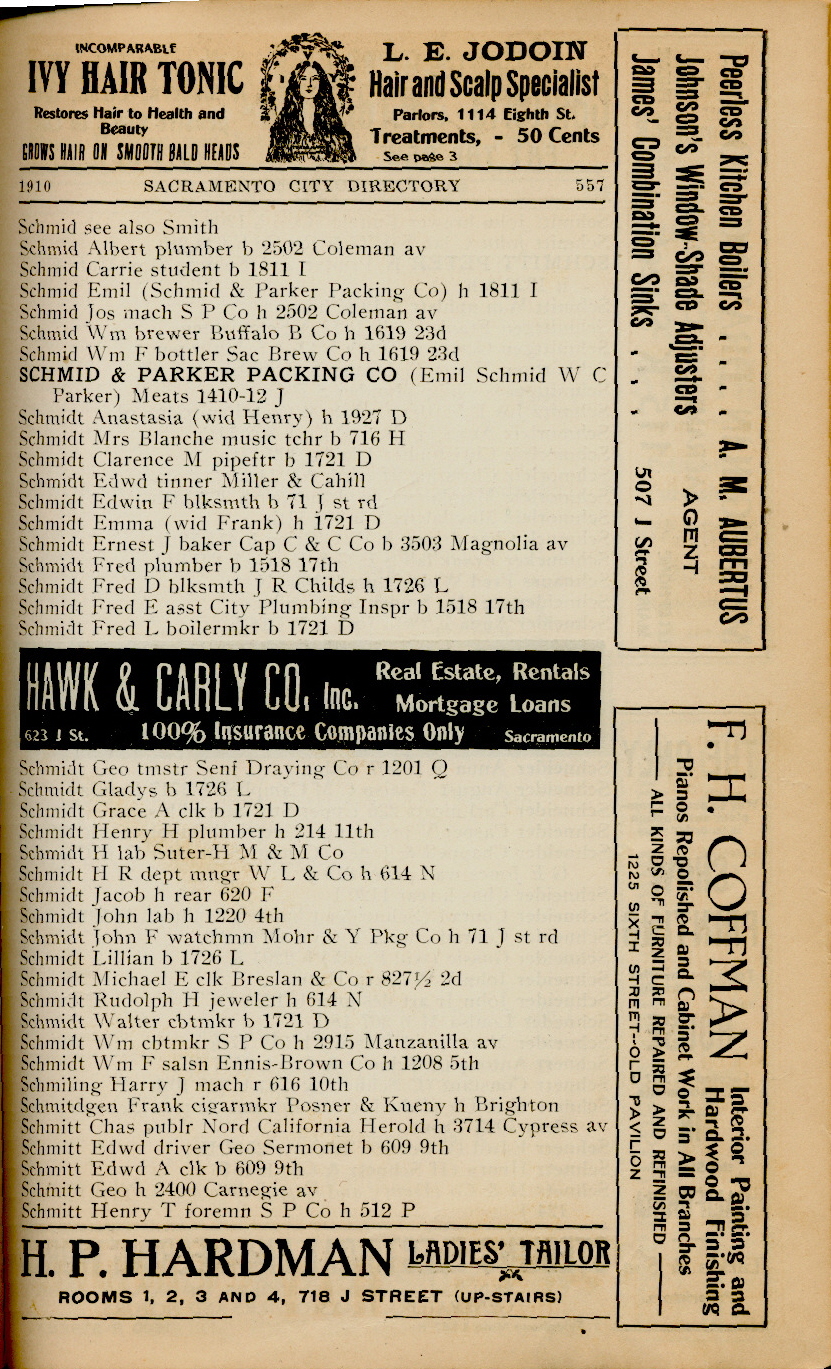 INCOMPARABLE
IVY HAIR TONIC
Restores Hair to Health and
Beauty
GROWS HAIR ON SMOOTH BALD HEADS
L. E. JODOIN
Hair and Scalp Specialist
Parlors, 1114 Eighth St.
Treatments, - 50 Cents
See page 3
1910 SACRAMENTO CITY DIRECTORY 557
Schmid see also Smith
Schmid Albert plumber b 2502 Coleman av
Schmid Carrie student b 1811 I
Schmid Emil (Schmid & Parker Packing Co) h 1811 I
Schmid Jos mach S P Co h 2502 Coleman av
Schmid Wm brewer Buffalo B Co h 1619 23d
Schmid Wm F bottler Sac Brew Co h 1619 23d
SCHMID & PARKER PACKING CO (Emil Schmid W C
Parker) Meats 1410-12 J
Schmidt Anastasia (wid Henry) h 1927 D
Schmidt Mrs Blanche music tchr b 716 H
Schmidt Clarence M pipeftr b 1721 D
Schmidt Edwd tinner Miller & Cahill
Schmidt Edwin F blksmth b 71 J st rd
Schmidt Emma (wid Frank) h 1721 D
Schmidt Ernest J baker Cap C & C Co b 3503 Magnolia av
Schmidt Fred plumber b 1518 17th
Schmidt Fred D blksmth J R Childs h 1726 L
Schmidt Fred E asst City Plumbing Inspr b 1518 17th
Schmidt Fred L boilermkr b 1721 D
HAWK & CARLY CO, Inc.
Real Estate, Rentals
Mortgage Loans
623 J St. 100% Insurance Companies Only Sacramento
Schmidt Geo tmstr Senf Draying Co r 1201 Q
Schmidt Gladys b 1726 L
Schmidt Grace A clk b 1721 D
Schmidt Henry H plumber h 214 11th
Schmidt H lab Suter-H M & M Co
Schmidt H R dept mngr W L & Co h 614 N
Schmidt Jacob h rear 620 F
Schmidt John lab h 1220 4th
Schmidt John F watchmn Mohr & Y Pkg Co h 71 J st rd
Schmidt Lillian b 1726 L
Schmidt Michael E clk Breslan & Co r 827½ 2d
Schmidt Rudolph H jeweler h 614 N
Schmidt Walter cbtmkr b 1721 D
Schmidt Wm cbtmkr S P Co h 2915 Manzanilla av
Schmidt Wm F salsn Ennis-Brown Co h 1208 5th
Schmiling Harry J mach r 616 10th
Schmitdgen Frank cigarmkr Posner & Kueny h Brighton
Schmitt Chas publr Nord California Herold h 3714 Cypress av
Schmitt Edwd driver Geo Sermonet b 609 9th
Schmitt Edwd A clk b 609 9th
Schmitt Geo h 2400 Carnegie av
Schmitt Henry T foremn S P Co h 512 P
H. P. HARDMAN LADIES' TAILOR
ROOMS 1, 2, 3 AND 4, 718 J STREET (UP-STAIRS)
Peerless Kitchen Boilers . . . . A. M. AUBERTUS
Johnson's Window-Shade Adjusters AGENT
James' Combination Sinks . . . 507 J Street
F. H. COFFMAN Interior Painting and
Hardwood Finishing
Pianos Repolished and Cabinet Work in All Branches
ALL KINDS OF FURNITURE REPAIRED AND REFINISHED
1225 SIXTH STREET--OLD PAVILION